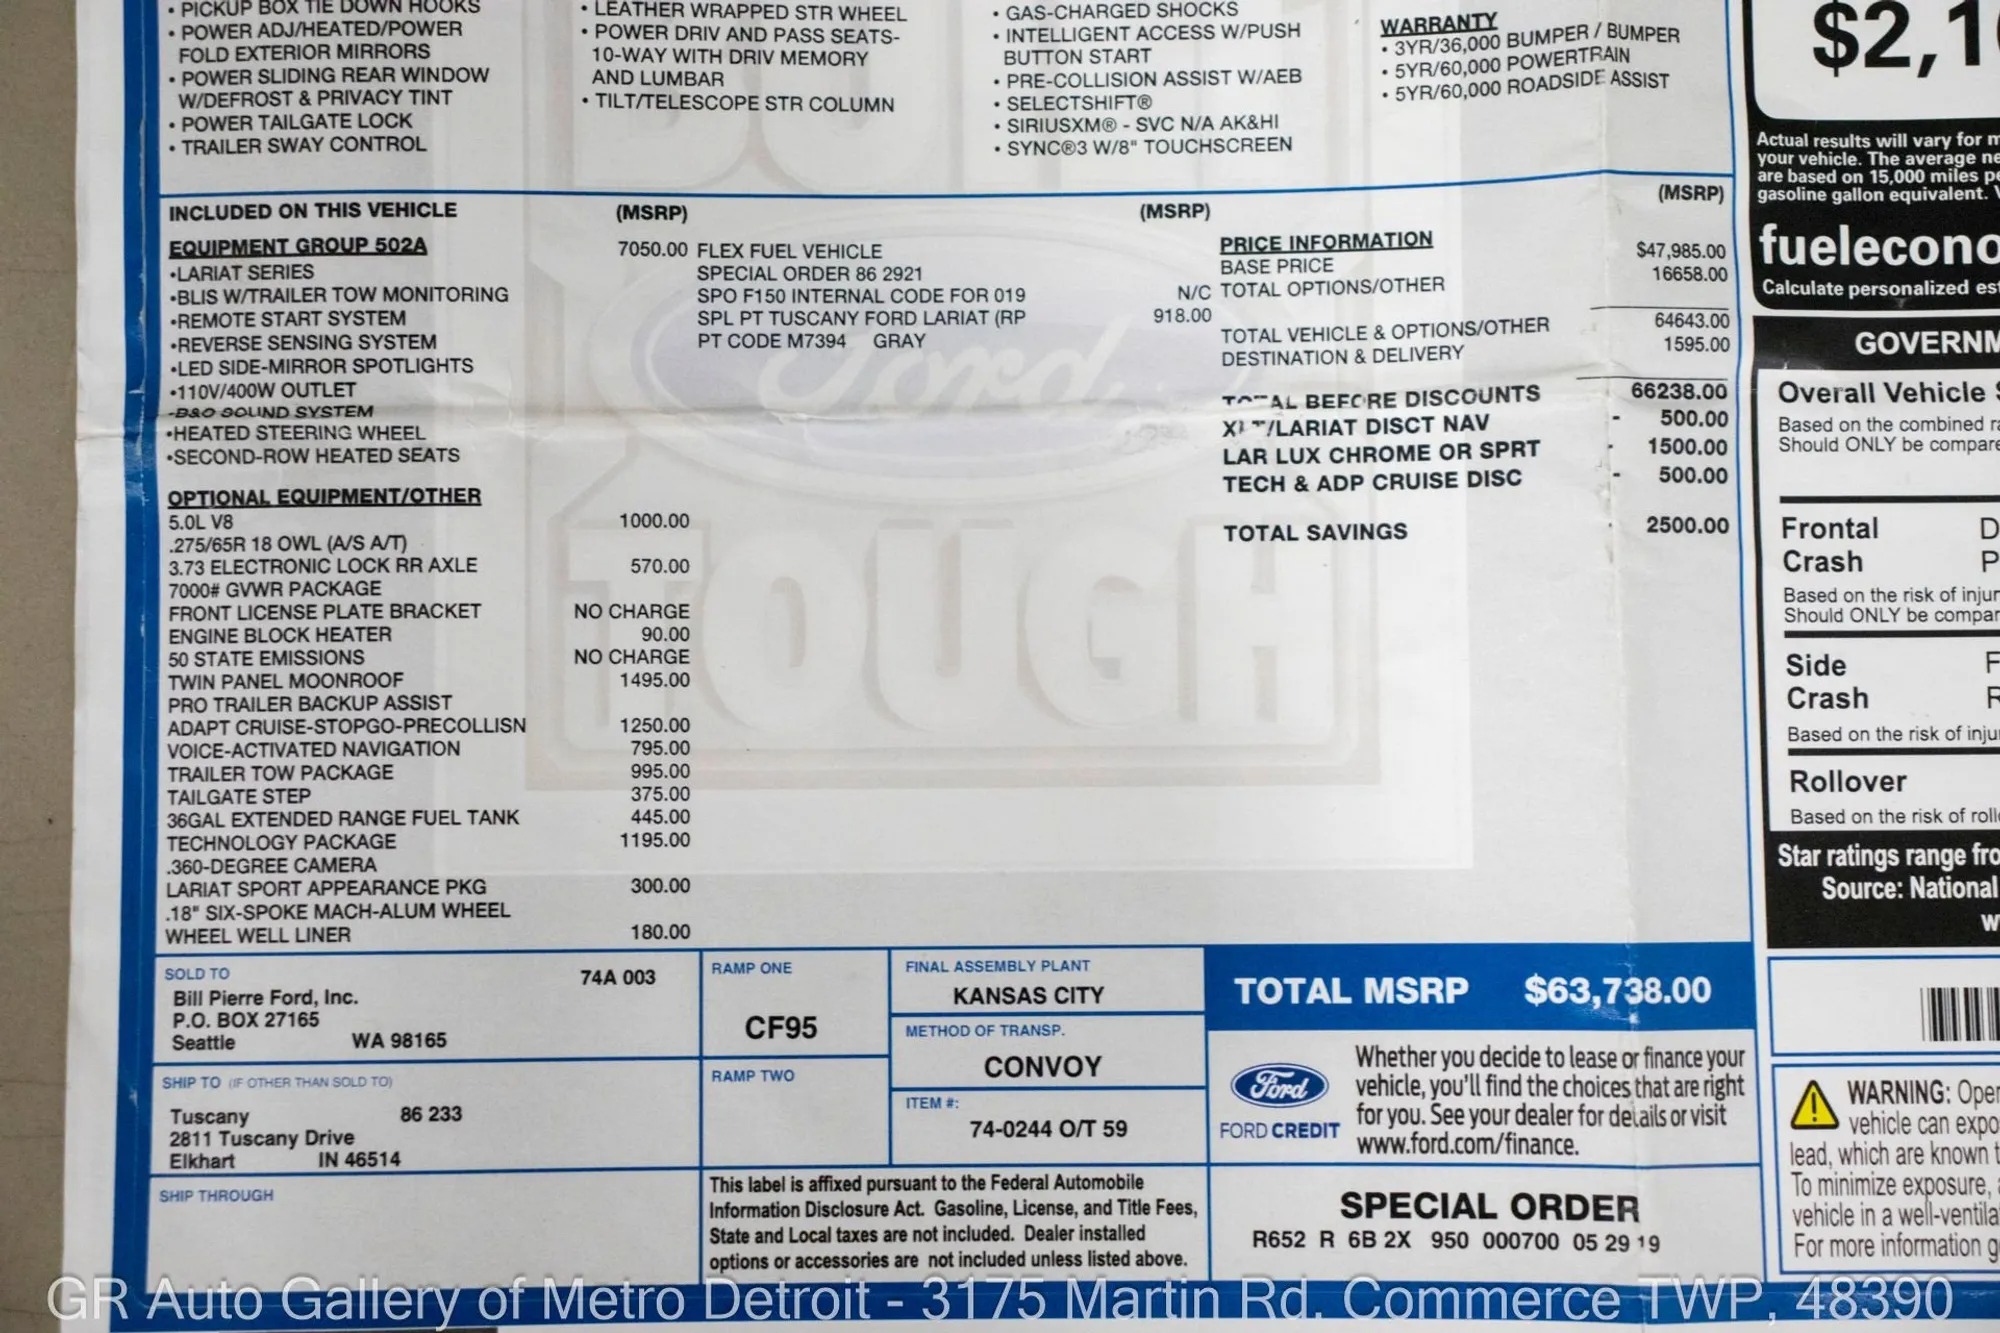 • PICKUP BOX TIE DOWN HOOKS
• POWER ADJ/HEATED/POWER
FOLD EXTERIOR MIRRORS
• POWER SLIDING REAR WINDOW
W/DEFROST & PRIVACY TINT
• POWER TAILGATE LOCK
• TRAILER SWAY CONTROL
• LEATHER WRAPPED STR WHEEL
• POWER DRIV AND PASS SEATS-
10-WAY WITH DRIV MEMORY
AND LUMBAR
• TILT/TELESCOPE STR COLUMN
• GAS-CHARGED SHOCKS
• INTELLIGENT ACCESS W/PUSH
BUTTON START
• PRE-COLLISION ASSIST W/AEB
• SELECTSHIFT®
• SIRIUSXM® - SVC N/A AK&HI
• SYNC®3 W/8" TOUCHSCREEN
WARRANTY
• 3YR/36,000 BUMPER / BUMPER
• 5YR/60,000 POWERTRAIN
• 5YR/60,000 ROADSIDE ASSIST
INCLUDED ON THIS VEHICLE (MSRP)
EQUIPMENT GROUP 502A 7050.00
•LARIAT SERIES
•BLIS W/TRAILER TOW MONITORING
•REMOTE START SYSTEM
•REVERSE SENSING SYSTEM
•LED SIDE-MIRROR SPOTLIGHTS
•110V/400W OUTLET
•B&O SOUND SYSTEM
•HEATED STEERING WHEEL
•SECOND-ROW HEATED SEATS
OPTIONAL EQUIPMENT/OTHER
5.0L V8 1000.00
.275/65R 18 OWL (A/S A/T)
3.73 ELECTRONIC LOCK RR AXLE 570.00
7000# GVWR PACKAGE
FRONT LICENSE PLATE BRACKET NO CHARGE
ENGINE BLOCK HEATER 90.00
50 STATE EMISSIONS NO CHARGE
TWIN PANEL MOONROOF 1495.00
PRO TRAILER BACKUP ASSIST
ADAPT CRUISE-STOPGO-PRECOLLISN 1250.00
VOICE-ACTIVATED NAVIGATION 795.00
TRAILER TOW PACKAGE 995.00
TAILGATE STEP 375.00
36GAL EXTENDED RANGE FUEL TANK 445.00
TECHNOLOGY PACKAGE 1195.00
.360-DEGREE CAMERA
LARIAT SPORT APPEARANCE PKG 300.00
.18" SIX-SPOKE MACH-ALUM WHEEL
WHEEL WELL LINER 180.00
(MSRP)
FLEX FUEL VEHICLE
SPECIAL ORDER 86 2921
SPO F150 INTERNAL CODE FOR 019 N/C
SPL PT TUSCANY FORD LARIAT (RP 918.00
PT CODE M7394 GRAY
(MSRP)
PRICE INFORMATION
BASE PRICE $47,985.00
TOTAL OPTIONS/OTHER 16658.00
TOTAL VEHICLE & OPTIONS/OTHER 64643.00
DESTINATION & DELIVERY 1595.00
TOTAL BEFORE DISCOUNTS 66238.00
XLT/LARIAT DISCT NAV - 500.00
LAR LUX CHROME OR SPRT - 1500.00
TECH & ADP CRUISE DISC - 500.00
TOTAL SAVINGS - 2500.00
Ford
BUILT
TOUGH
SOLD TO 74A 003
Bill Pierre Ford, Inc.
P.O. BOX 27165
Seattle WA 98165
SHIP TO (IF OTHER THAN SOLD TO)
Tuscany 86 233
2811 Tuscany Drive
Elkhart IN 46514
SHIP THROUGH
RAMP ONE
CF95
RAMP TWO
FINAL ASSEMBLY PLANT
KANSAS CITY
METHOD OF TRANSP.
CONVOY
ITEM #:
74-0244 O/T 59
This label is affixed pursuant to the Federal Automobile
Information Disclosure Act. Gasoline, License, and Title Fees,
State and Local taxes are not included. Dealer installed
options or accessories are not included unless listed above.
TOTAL MSRP $63,738.00
Ford
FORD CREDIT
Whether you decide to lease or finance your
vehicle, you'll find the choices that are right
for you. See your dealer for details or visit
www.ford.com/finance.
SPECIAL ORDER
R652 R 6B 2X 950 000700 05 29 19
$2,10
Actual results will vary for m
your vehicle. The average ne
are based on 15,000 miles pe
gasoline gallon equivalent. V
fuelecono
Calculate personalized est
GOVERNM
Overall Vehicle S
Based on the combined ra
Should ONLY be compare
Frontal D
Crash P
Based on the risk of injur
Should ONLY be compar
Side F
Crash R
Based on the risk of inju
Rollover
Based on the risk of roll
Star ratings range fro
Source: National
w
WARNING: Oper
vehicle can expo
lead, which are known t
To minimize exposure, a
vehicle in a well-ventila
For more information g
GR Auto Gallery of Metro Detroit - 3175 Martin Rd. Commerce TWP, 48390